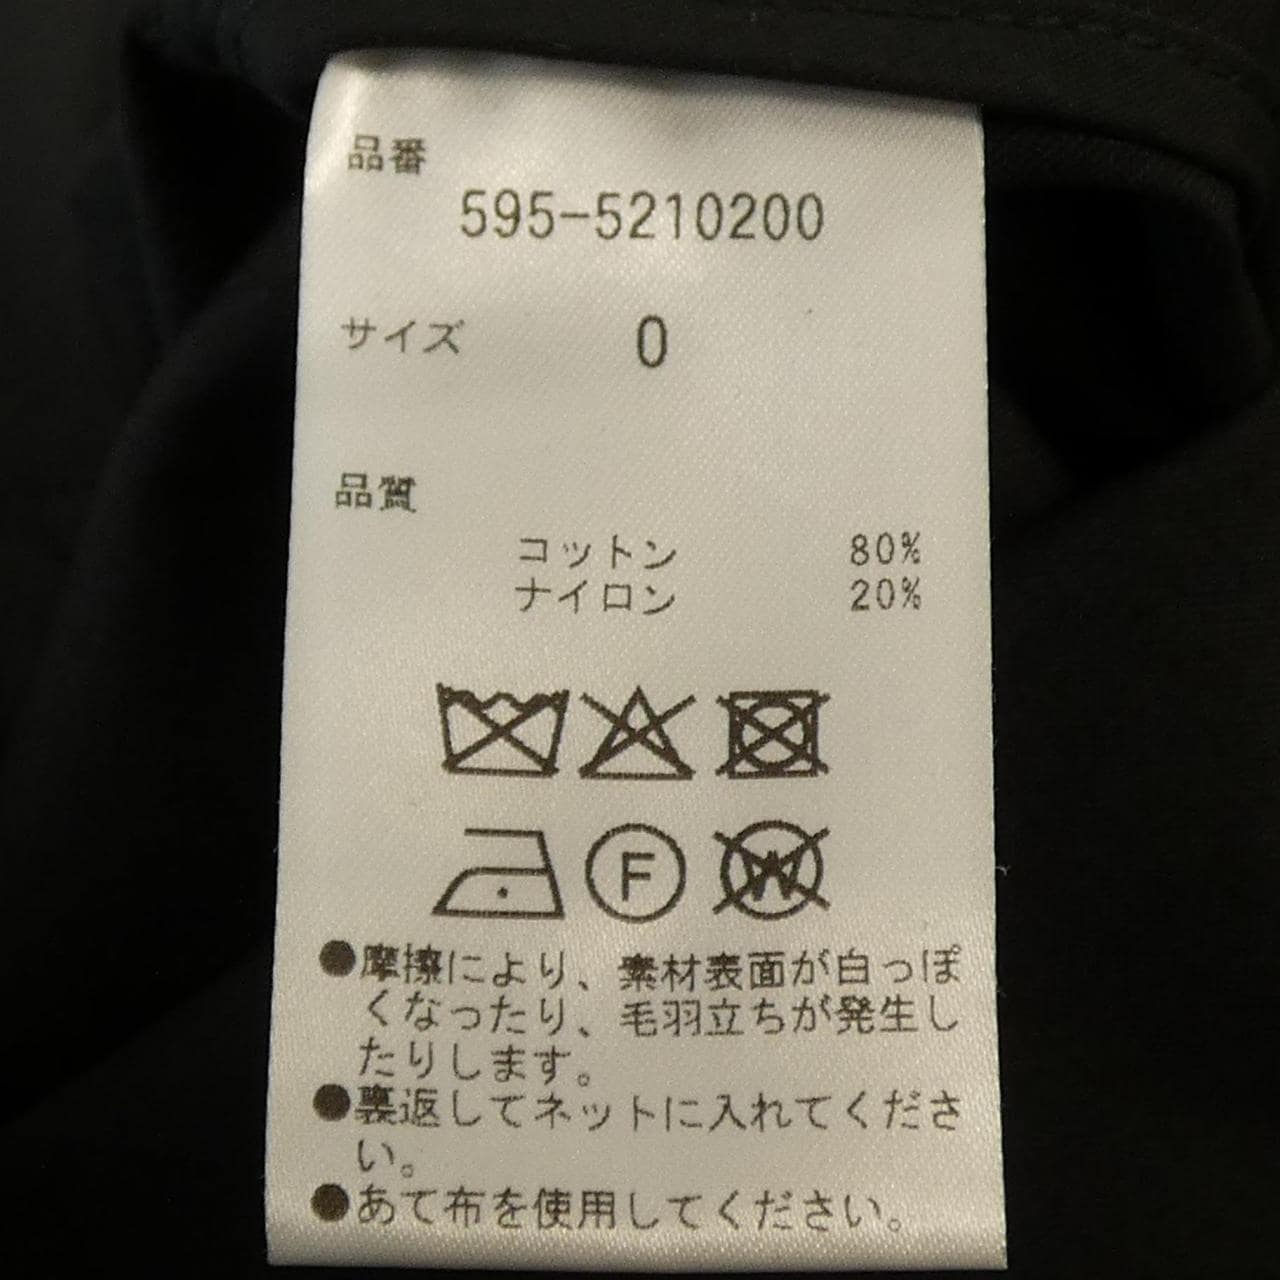 品番
595-5210200
サイズ 0
品質
コットン 80%
ナイロン 20%
F W
●摩擦により、素材表面が白っぽ
くなったり、毛羽立ちが発生し
たりします。
●裏返してネットに入れてくださ
い。
●あて布を使用してください。